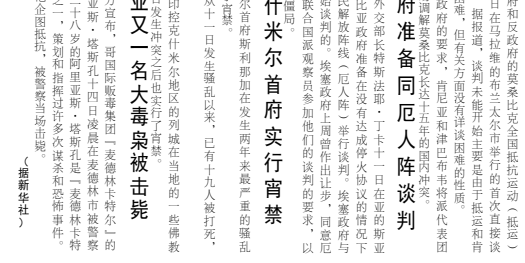 府和反政府的莫桑比克全国抵抗运动（抵运）
日在马拉维的布兰太尔市举行的首次直接谈
据报道，谈判未能开始主要是由于抵运和肯
困难，但有关方面没有详谈困难的性质。
政府的要求，肯尼亚和津巴布韦将派代表团
调解莫桑比克长达十五年的国内冲突。
府准备同厄人阵谈判
外交部长特斯法耶·丁卡十一日在亚的斯亚
比亚政府准备在没有达成停火协议的情况下
民解放阵线（厄人阵）举行谈判。埃塞政府与
始谈判的。埃塞政府上周曾作出让步，同意厄
联合国派观察员参加他们的谈判的要求，以
僵局。
什米尔首府实行宵禁
尔首府斯利那加在发生两年来最严重的骚乱
宵禁。
从十一日发生骚乱以来，已有十九人被打死，
印控克什米尔地区的列城在当地的一些佛教
日发生冲突之后也实行了宵禁。
亚又一名大毒枭被击毙
方宣布，哥国际贩毒集团“麦德林卡特尔”的
亚斯·塔斯孔十四日凌晨在麦德林市被警察
二十八岁的阿里亚斯·塔斯孔是“麦德林卡特
之一，策划和指挥过许多次谋杀和恐怖事件。
企图抵抗，被警察当场击毙。
（据新华社）